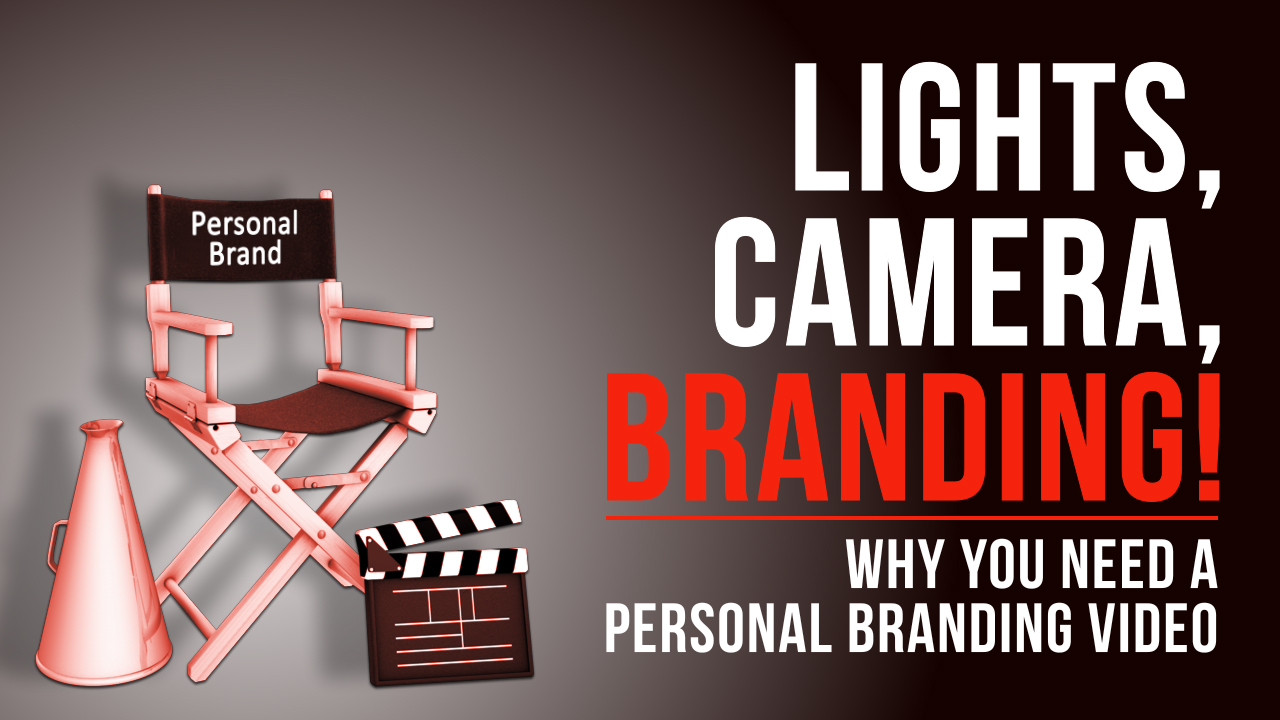 Personal
Brand
LIGHTS,
CAMERA,
BRANDING!
WHY YOU NEED A
PERSONAL BRANDING VIDEO